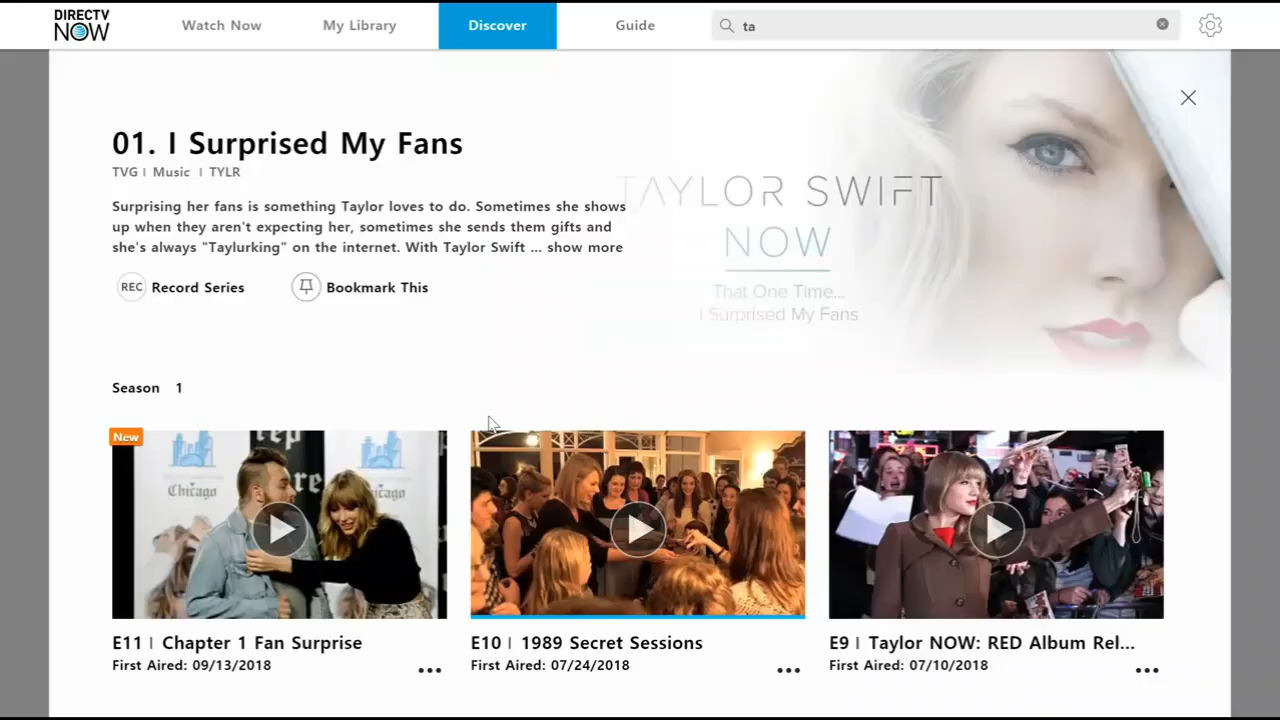 DIRECTV
NOW
Watch Now
My Library
Discover
Guide
ta
01. I Surprised My Fans
TVG | Music | TYLR
Surprising her fans is something Taylor loves to do. Sometimes she shows
up when they aren't expecting her, sometimes she sends them gifts and
she's always "Taylurking" on the internet. With Taylor Swift ... show more
REC Record Series
Bookmark This
TAYLOR SWIFT
NOW
That One Time...
I Surprised My Fans
Season 1
New
rep
re
Chicago
cago
E11 | Chapter 1 Fan Surprise
First Aired: 09/13/2018
•••
E10 | 1989 Secret Sessions
First Aired: 07/24/2018
•••
E9 | Taylor NOW: RED Album Rel...
First Aired: 07/10/2018
•••